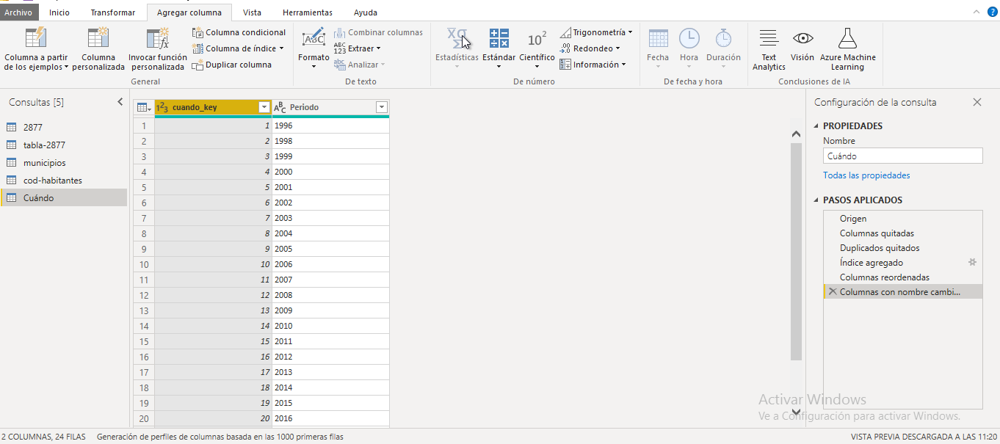 Archivo Inicio Transformar Agregar columna Vista Herramientas Ayuda
Columna a partir de los ejemplos
Columna personalizada
Invocar función personalizada
Columna condicional
Columna de índice
Duplicar columna
General
ABC
Formato
Combinar columnas
ABC 123 Extraer
abc Analizar
De texto
Estadísticas
Estándar
10² Científico
Trigonometría
.00 Redondeo
Información
De número
Fecha
Hora
Duración
De fecha y hora
Text Analytics
Visión
Azure Machine Learning
Conclusiones de IA
Consultas [5]
2877
tabla-2877
municipios
cod-habitantes
Cuándo
1²3 cuando_key ABC Periodo
1 1 1996
2 2 1998
3 3 1999
4 4 2000
5 5 2001
6 6 2002
7 7 2003
8 8 2004
9 9 2005
10 10 2006
11 11 2007
12 12 2008
13 13 2009
14 14 2010
15 15 2011
16 16 2012
17 17 2013
18 18 2014
19 19 2015
20 20 2016
Configuración de la consulta
PROPIEDADES
Nombre
Cuándo
Todas las propiedades
PASOS APLICADOS
Origen
Columnas quitadas
Duplicados quitados
Índice agregado
Columnas reordenadas
Columnas con nombre cambi...
Activar Windows
Ve a Configuración para activar Windows.
2 COLUMNAS, 24 FILAS Generación de perfiles de columnas basada en las 1000 primeras filas VISTA PREVIA DESCARGADA A LAS 11:20